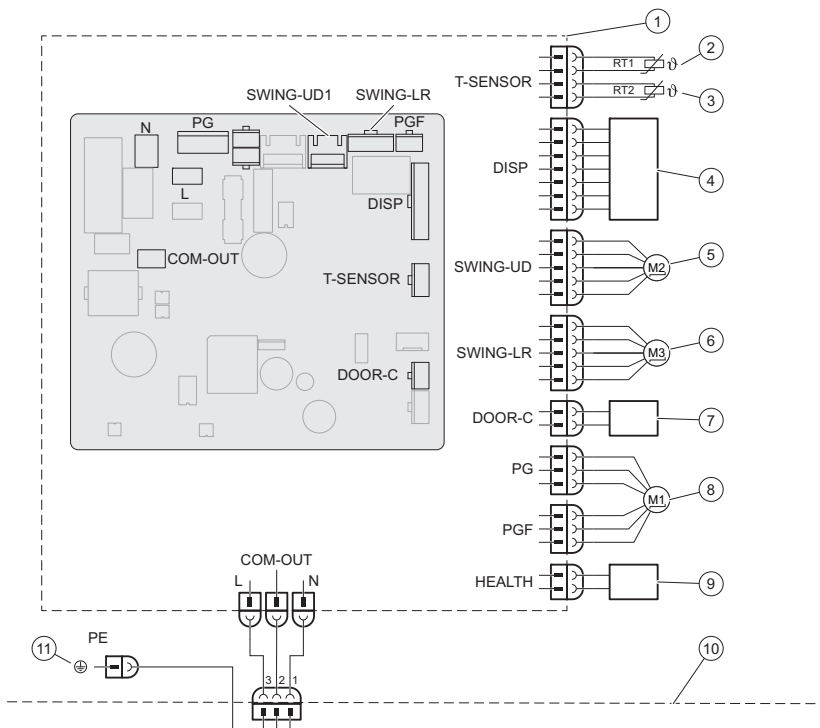 1
2
RT1 ϑ
T-SENSOR
RT2 ϑ
3
SWING-UD1 SWING-LR
N PG PGF
L
DISP
DISP
4
COM-OUT
T-SENSOR
SWING-UD
M2
5
SWING-LR
M3
6
DOOR-C
DOOR-C
7
PG
M1
8
PGF
COM-OUT
L N
HEALTH
9
11
PE
3 2 1
10